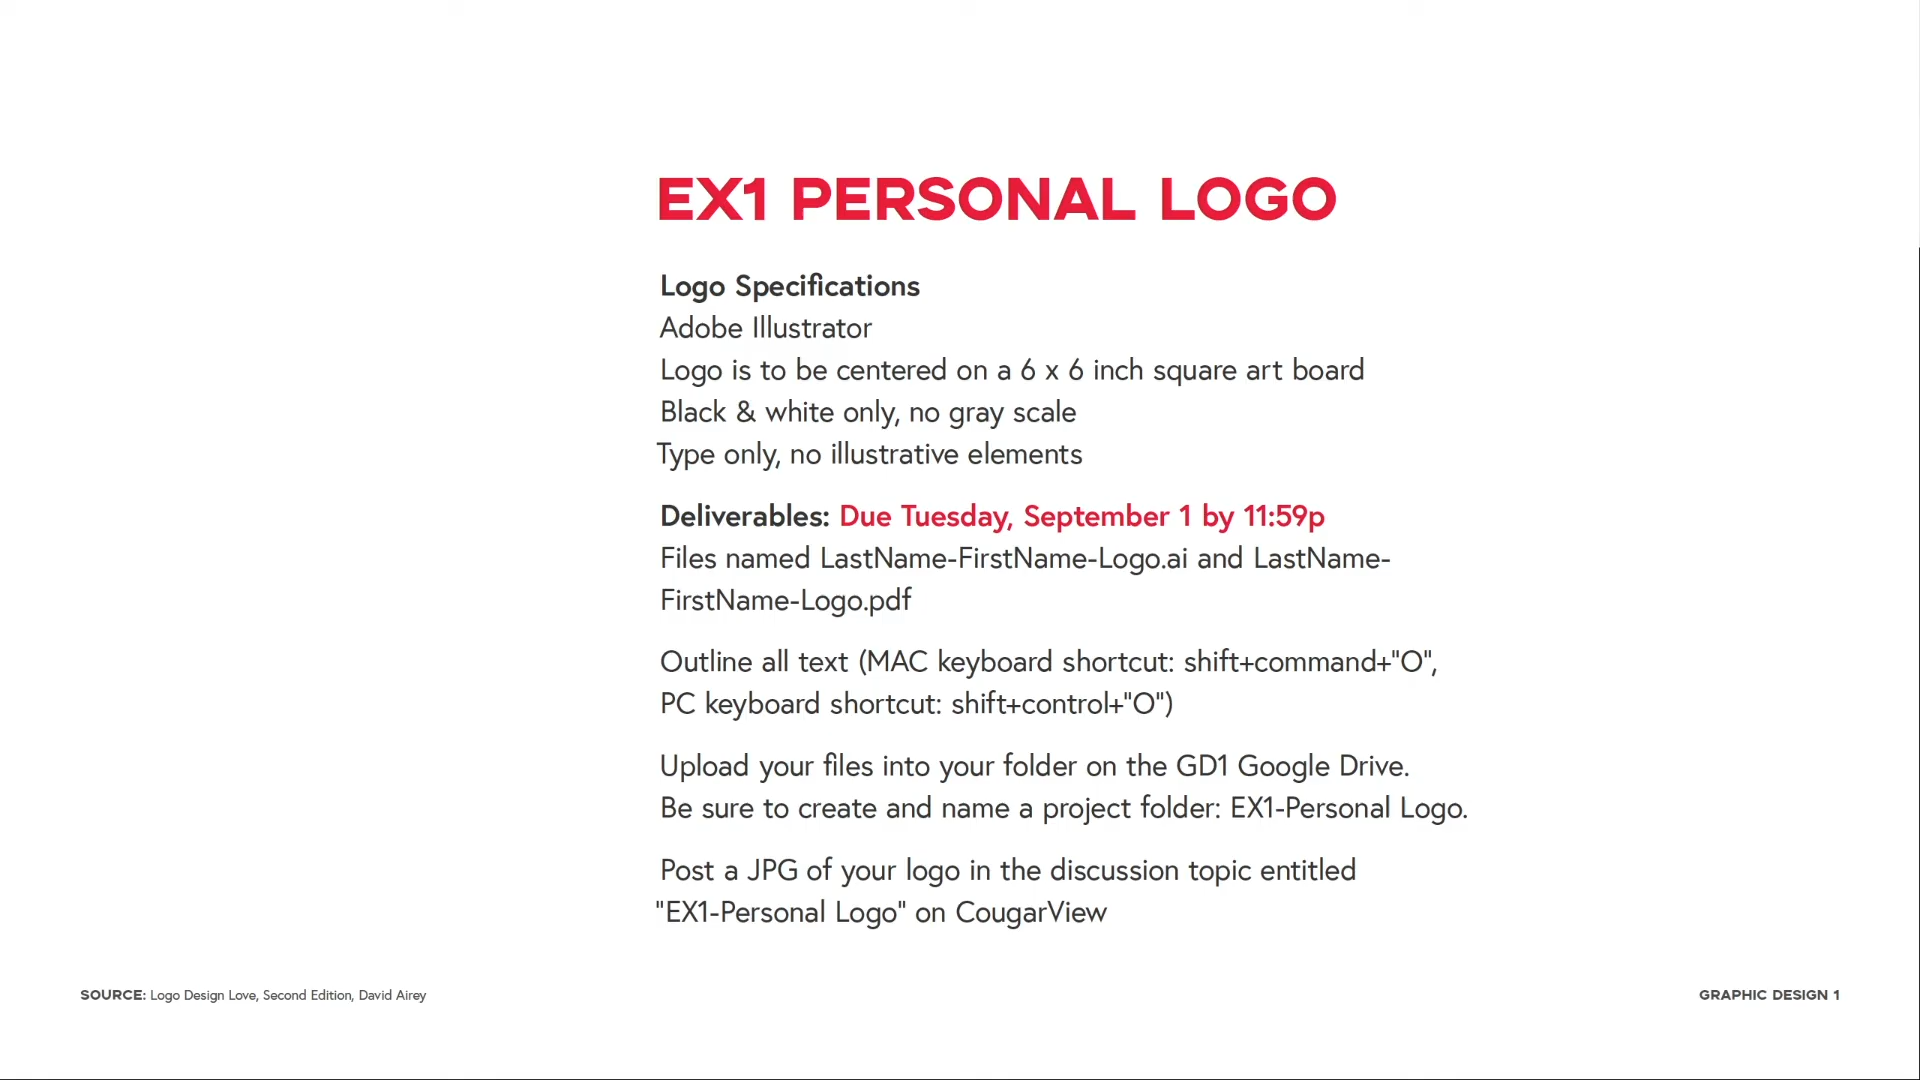 EX1 PERSONAL LOGO
Logo Specifications
Adobe Illustrator
Logo is to be centered on a 6 x 6 inch square art board
Black & white only, no gray scale
Type only, no illustrative elements
Deliverables: Due Tuesday, September 1 by 11:59p
Files named LastName-FirstName-Logo.ai and LastName-
FirstName-Logo.pdf
Outline all text (MAC keyboard shortcut: shift+command+"O",
PC keyboard shortcut: shift+control+"O")
Upload your files into your folder on the GD1 Google Drive.
Be sure to create and name a project folder: EX1-Personal Logo.
Post a JPG of your logo in the discussion topic entitled
"EX1-Personal Logo" on CougarView
SOURCE: Logo Design Love, Second Edition, David Airey
GRAPHIC DESIGN 1